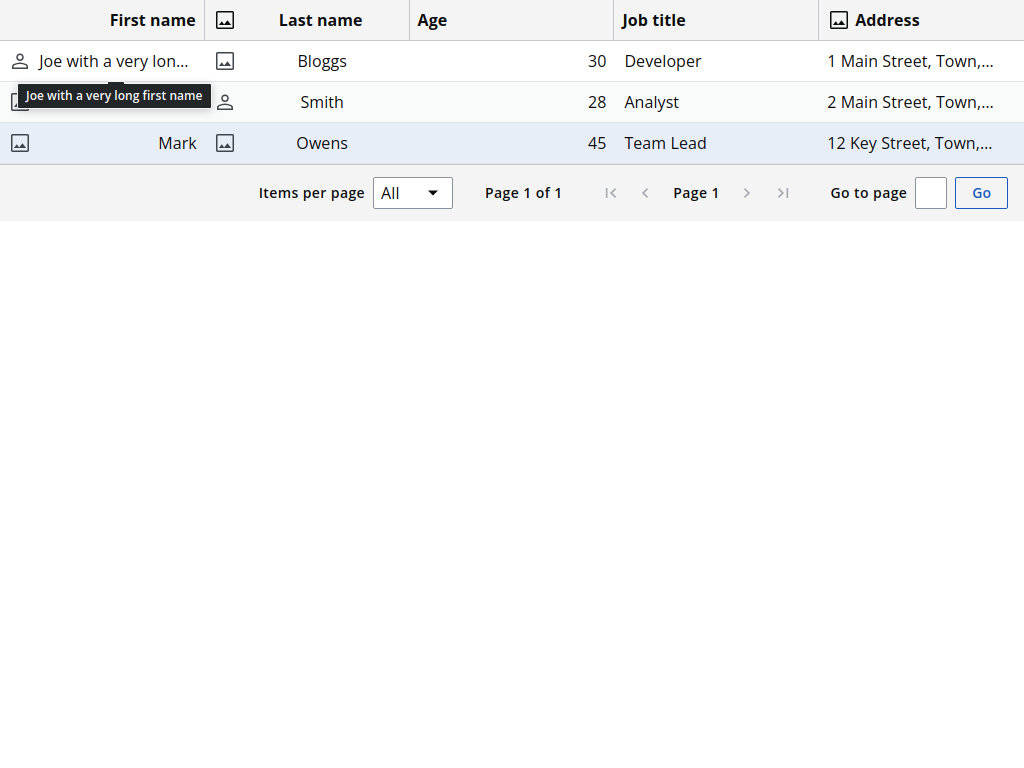 First name Last name Age Job title Address
Joe with a very lon... Bloggs 30 Developer 1 Main Street, Town,...
Joe with a very long first name
Smith 28 Analyst 2 Main Street, Town,...
Mark Owens 45 Team Lead 12 Key Street, Town,...
Items per page All Page 1 of 1 Page 1 Go to page Go